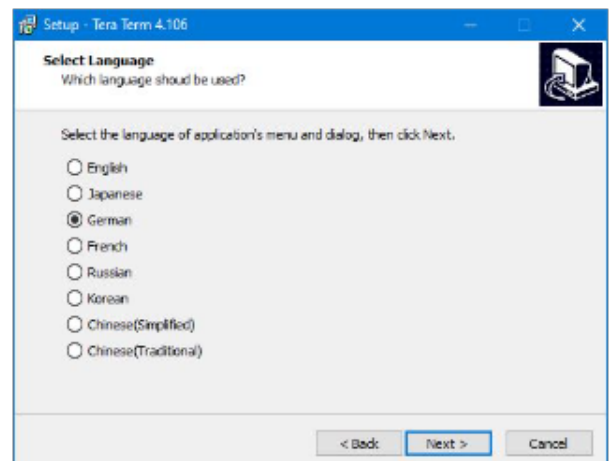 Setup - Tera Term 4.106
Select Language
Which language shoud be used?
Select the language of application's menu and dialog, then click Next.
English
Japanese
German
French
Russian
Korean
Chinese(Simplified)
Chinese(Traditional)
< Back Next > Cancel